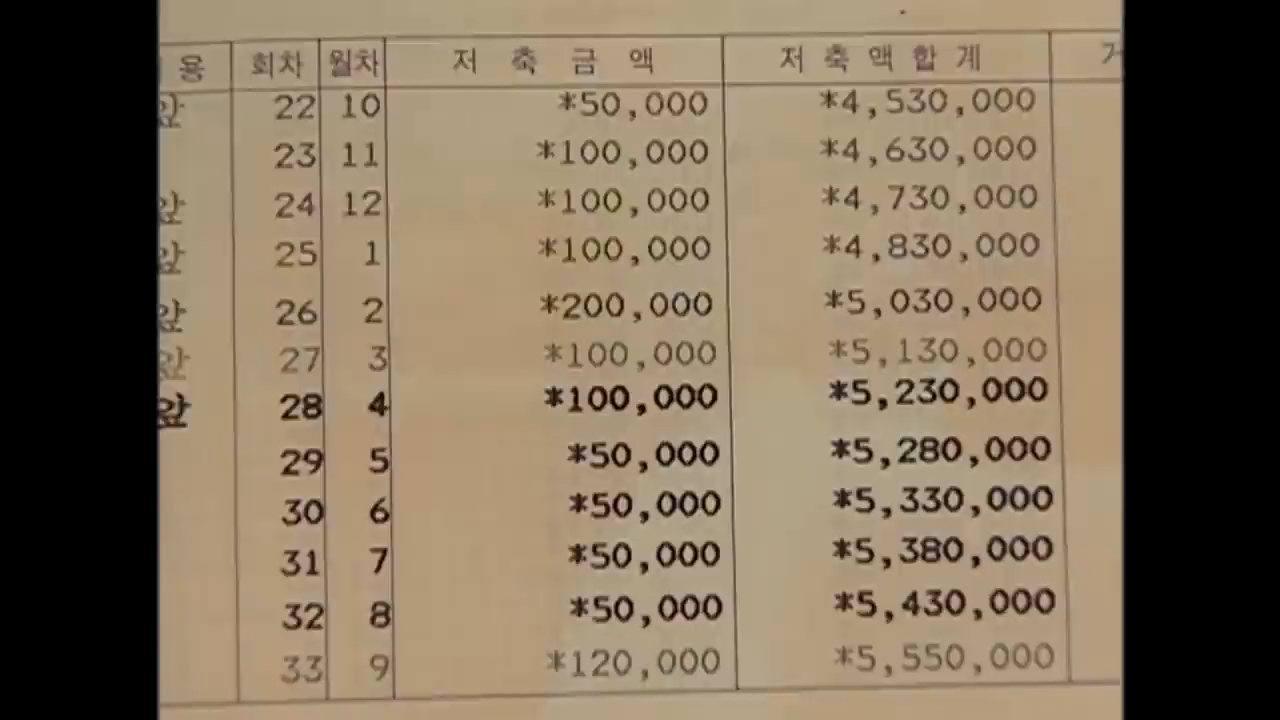 용 회차 월차 저축금액 저축액합계
22 10 *50,000 *4,530,000
23 11 *100,000 *4,630,000
24 12 *100,000 *4,730,000
25 1 *100,000 *4,830,000
26 2 *200,000 *5,030,000
27 3 *100,000 *5,130,000
28 4 *100,000 *5,230,000
29 5 *50,000 *5,280,000
30 6 *50,000 *5,330,000
31 7 *50,000 *5,380,000
32 8 *50,000 *5,430,000
33 9 *120,000 *5,550,000